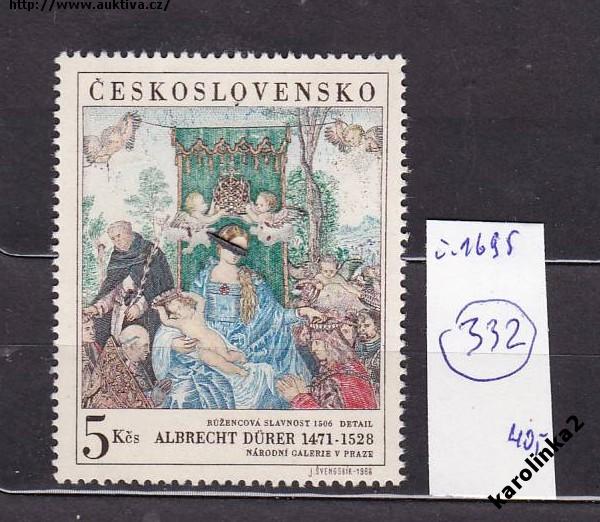 http://www.auktiva.cz/
ČESKOSLOVENSKO
RŮŽENCOVÁ SLAVNOST 1506 DETAIL
5 Kčs ALBRECHT DÜRER 1471-1528
NÁRODNÍ GALERIE V PRAZE
J. ŠVENGSBÍR - 1968
č. 1695
332
40,-
karolinka2